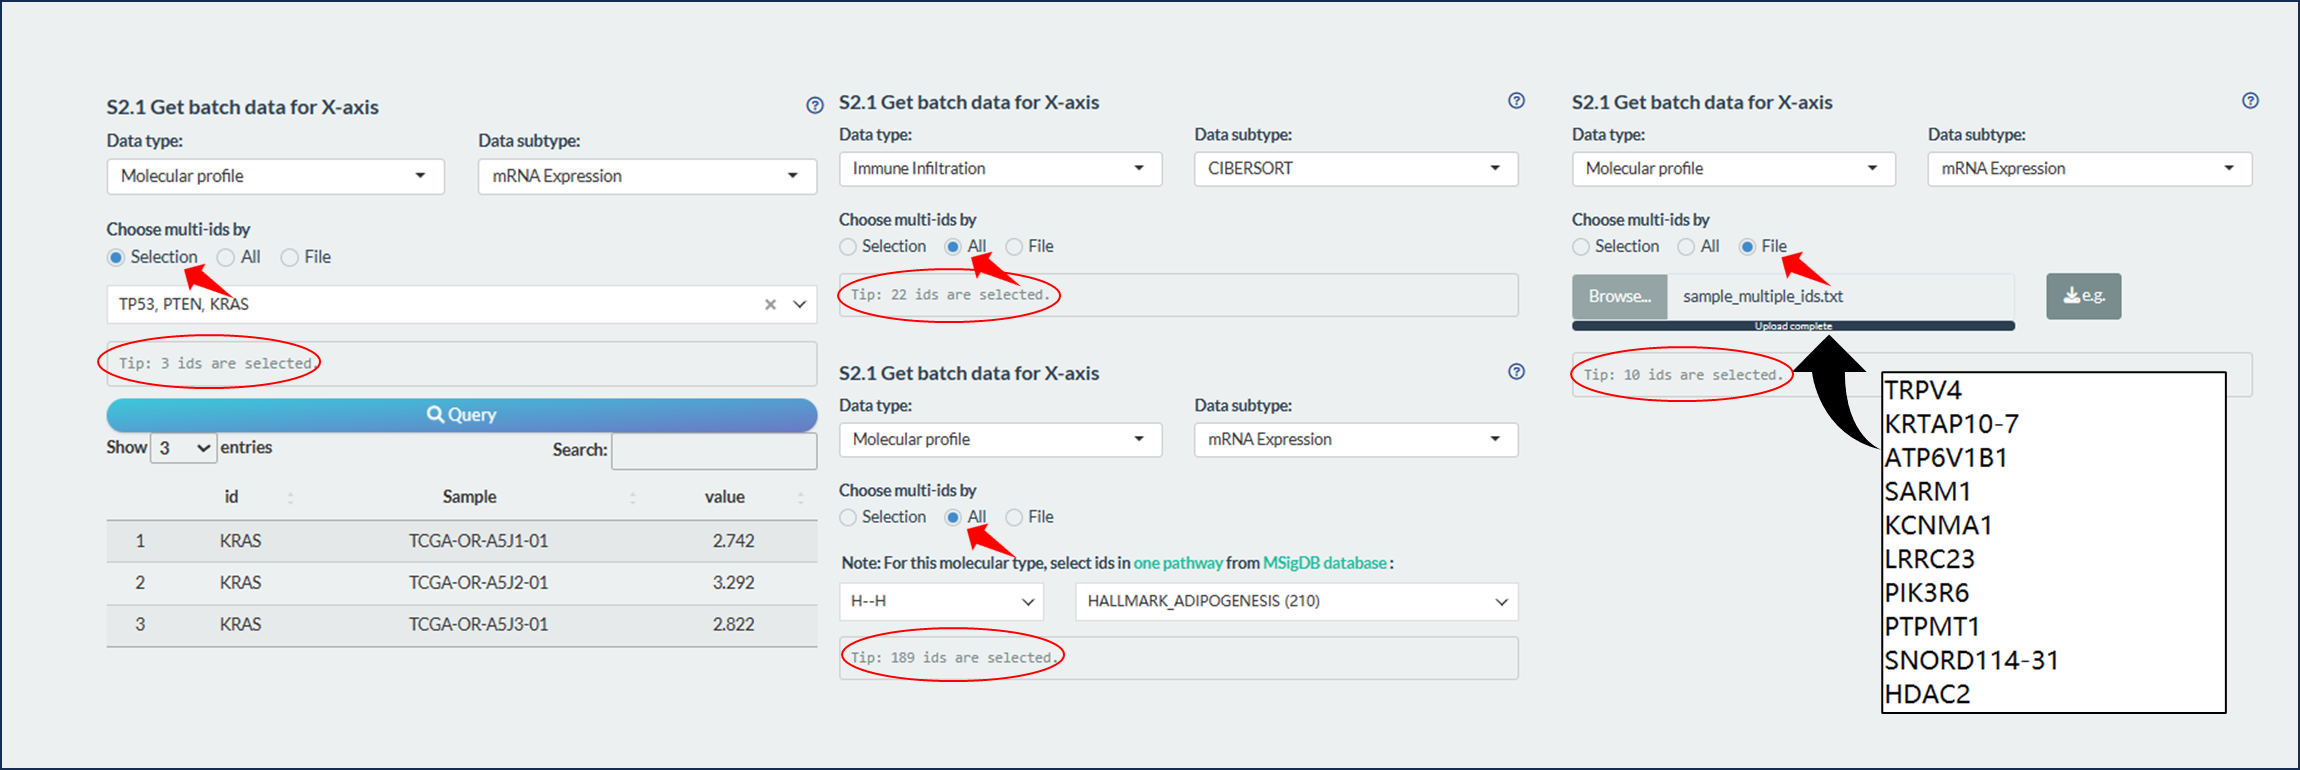 S2.1 Get batch data for X-axis
Data type: Data subtype:
Molecular profile mRNA Expression
Choose multi-ids by
Selection All File
TP53, PTEN, KRAS
Tip: 3 ids are selected.
Query
Show 3 entries Search:
id Sample value
1 KRAS TCGA-OR-A5J1-01 2.742
2 KRAS TCGA-OR-A5J2-01 3.292
3 KRAS TCGA-OR-A5J3-01 2.822
S2.1 Get batch data for X-axis
Data type: Data subtype:
Immune Infiltration CIBERSORT
Choose multi-ids by
Selection All File
Tip: 22 ids are selected.
S2.1 Get batch data for X-axis
Data type: Data subtype:
Molecular profile mRNA Expression
Choose multi-ids by
Selection All File
Note: For this molecular type, select ids in one pathway from MSigDB database :
H--H HALLMARK_ADIPOGENESIS (210)
Tip: 189 ids are selected.
S2.1 Get batch data for X-axis
Data type: Data subtype:
Molecular profile mRNA Expression
Choose multi-ids by
Selection All File
Browse... sample_multiple_ids.txt e.g.
Upload complete
Tip: 10 ids are selected.
TRPV4
KRTAP10-7
ATP6V1B1
SARM1
KCNMA1
LRRC23
PIK3R6
PTPMT1
SNORD114-31
HDAC2